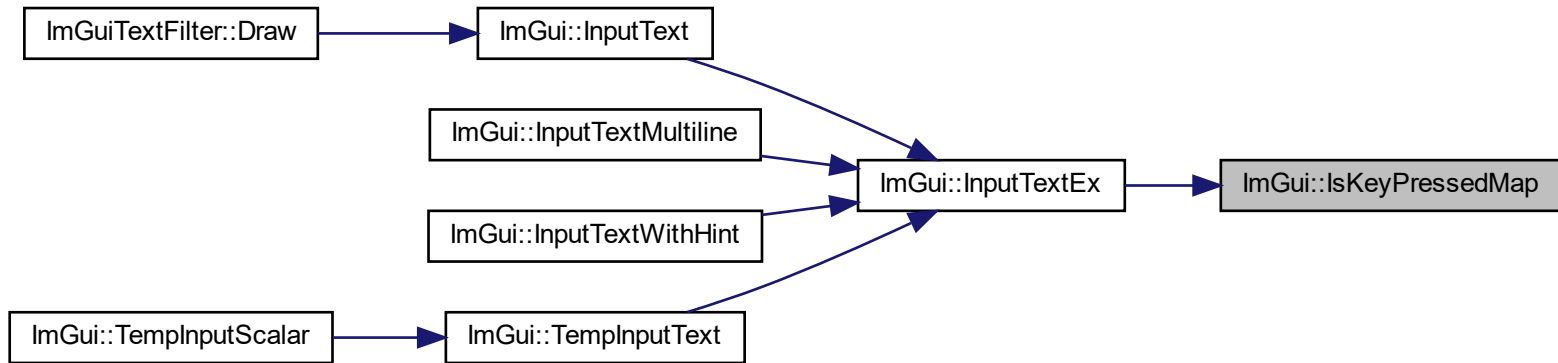 ImGuiTextFilter::Draw
ImGui::InputText
ImGui::InputTextMultiline
ImGui::InputTextEx
ImGui::IsKeyPressedMap
ImGui::InputTextWithHint
ImGui::TempInputScalar
ImGui::TempInputText